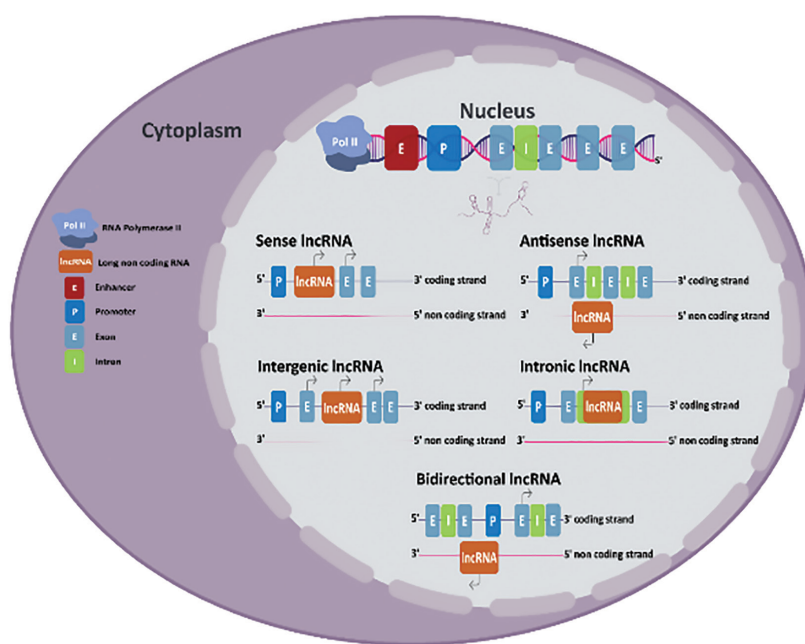 Nucleus
Cytoplasm
Pol II E P E I E E E
5'
Pol II RNA Polymerase II
lncRNA Long non coding RNA
E Enhancer
P Promoter
E Exon
I Intron
Sense lncRNA
5' P lncRNA E E 3' coding strand
3' 5' non coding strand
Antisense lncRNA
5' P E I E I E 3' coding strand
3' 5' non coding strand
lncRNA
Intergenic lncRNA
5' P E lncRNA E E 3' coding strand
3' 5' non coding strand
Intronic lncRNA
5' P E lncRNA E 3' coding strand
3' 5' non coding strand
Bidirectional lncRNA
5' E I E P E I E 3' coding strand
3' lncRNA 5' non coding strand